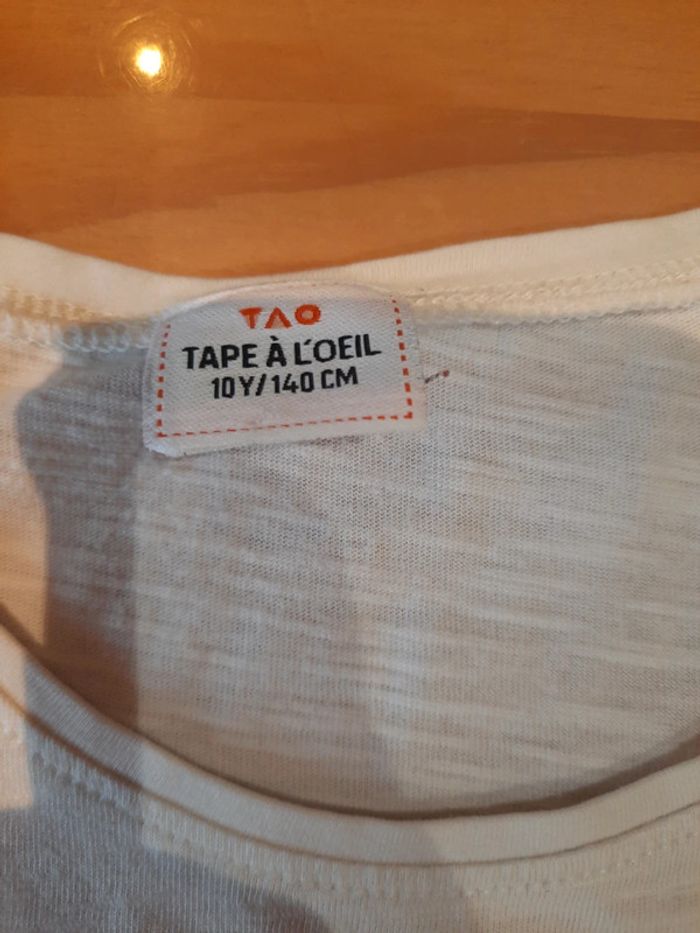 TAO
TAPE À L'OEIL
10Y/140 CM